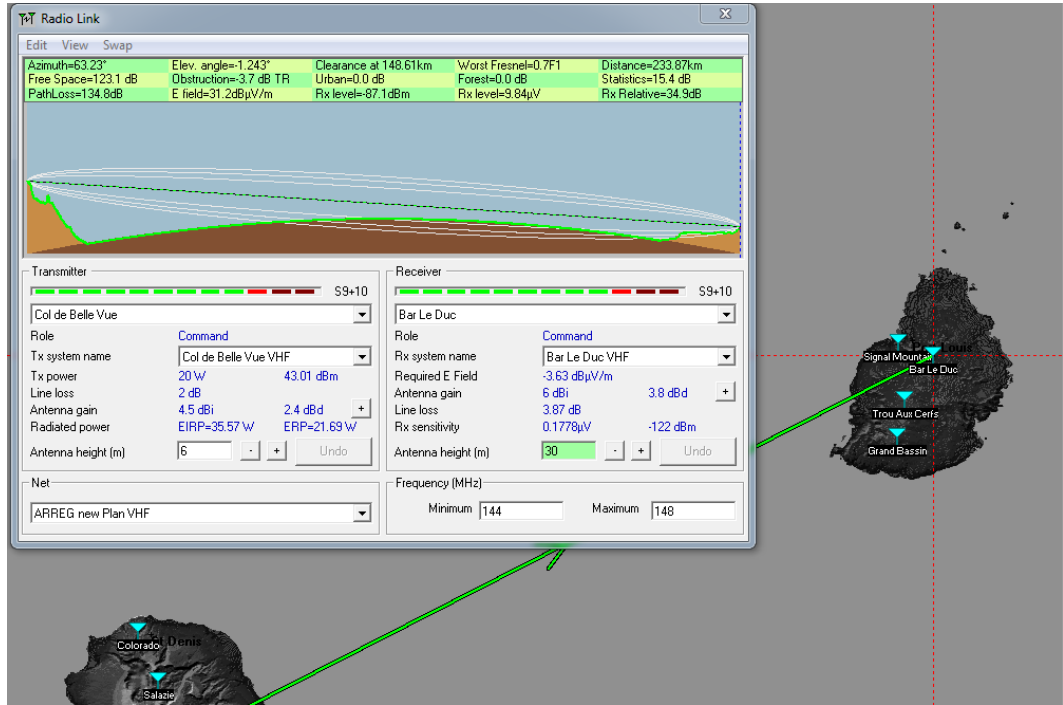 Radio Link
Edit View Swap
Azimuth=63.23° Elev. angle=-1.243° Clearance at 148.61km Worst Fresnel=0.7F1 Distance=233.87km
Free Space=123.1 dB Obstruction=-3.7 dB TR Urban=0.0 dB Forest=0.0 dB Statistics=15.4 dB
PathLoss=134.8dB E field=31.2dBµV/m Rx level=-87.1dBm Rx level=9.84µV Rx Relative=34.9dB
Transmitter
S9+10
Col de Belle Vue
Role Command
Tx system name Col de Belle Vue VHF
Tx power 20 W 43.01 dBm
Line loss 2 dB
Antenna gain 4.5 dBi 2.4 dBd +
Radiated power EIRP=35.57 W ERP=21.69 W
Antenna height (m) 6 - + Undo
Net
ARREG new Plan VHF
Receiver
S9+10
Bar Le Duc
Role Command
Rx system name Bar Le Duc VHF
Required E Field -3.63 dBµV/m
Antenna gain 6 dBi 3.8 dBd +
Line loss 3.87 dB
Rx sensitivity 0.1778µV -122 dBm
Antenna height (m) 30 - + Undo
Frequency (MHz)
Minimum 144 Maximum 148
Signal Mountain
Louis
Bar Le Duc
Trou Aux Cerfs
Grand Bassin
Colorado
Denis
Salazie